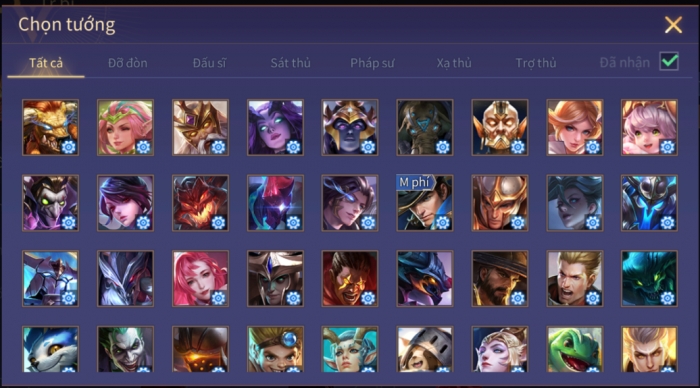 Chọn tướng
Tất cả Đỡ đòn Đấu sĩ Sát thủ Pháp sư Xạ thủ Trợ thủ Đã nhận
M phí